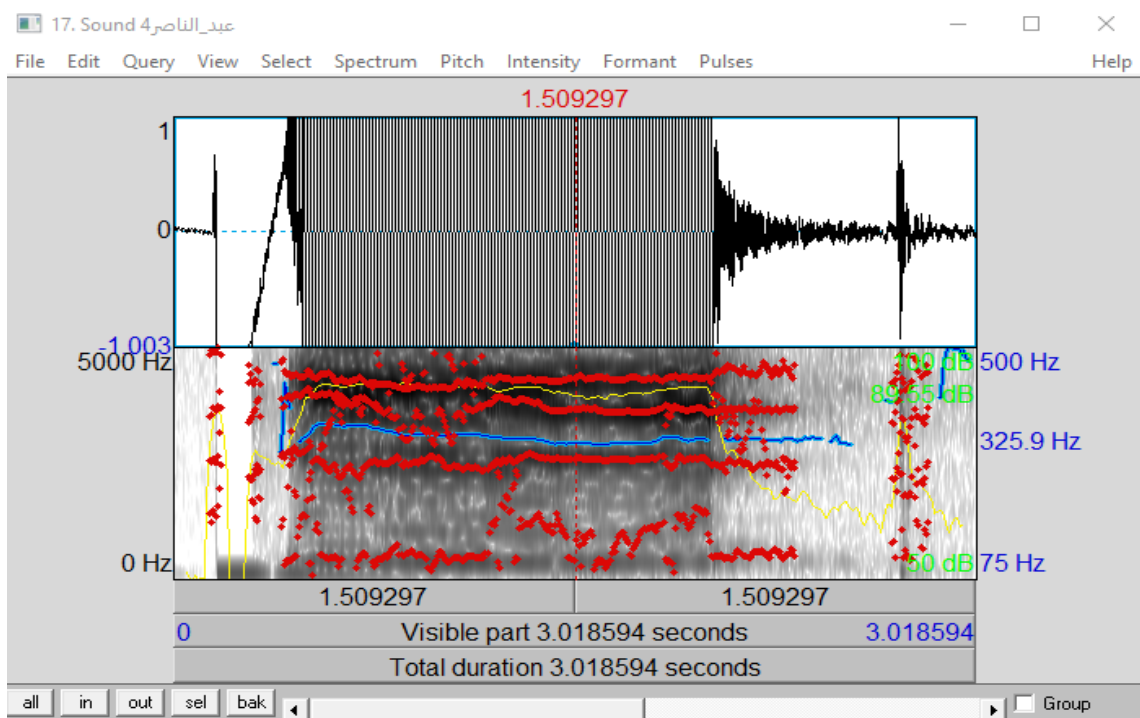 17. Sound 4عبد_الناصر
File Edit Query View Select Spectrum Pitch Intensity Formant Pulses Help
1.509297
1
0
-1.003
5000 Hz 100 dB 500 Hz
89.55 dB
325.9 Hz
0 Hz 50 dB 75 Hz
1.509297 1.509297
0 Visible part 3.018594 seconds 3.018594
Total duration 3.018594 seconds
all in out sel bak Group